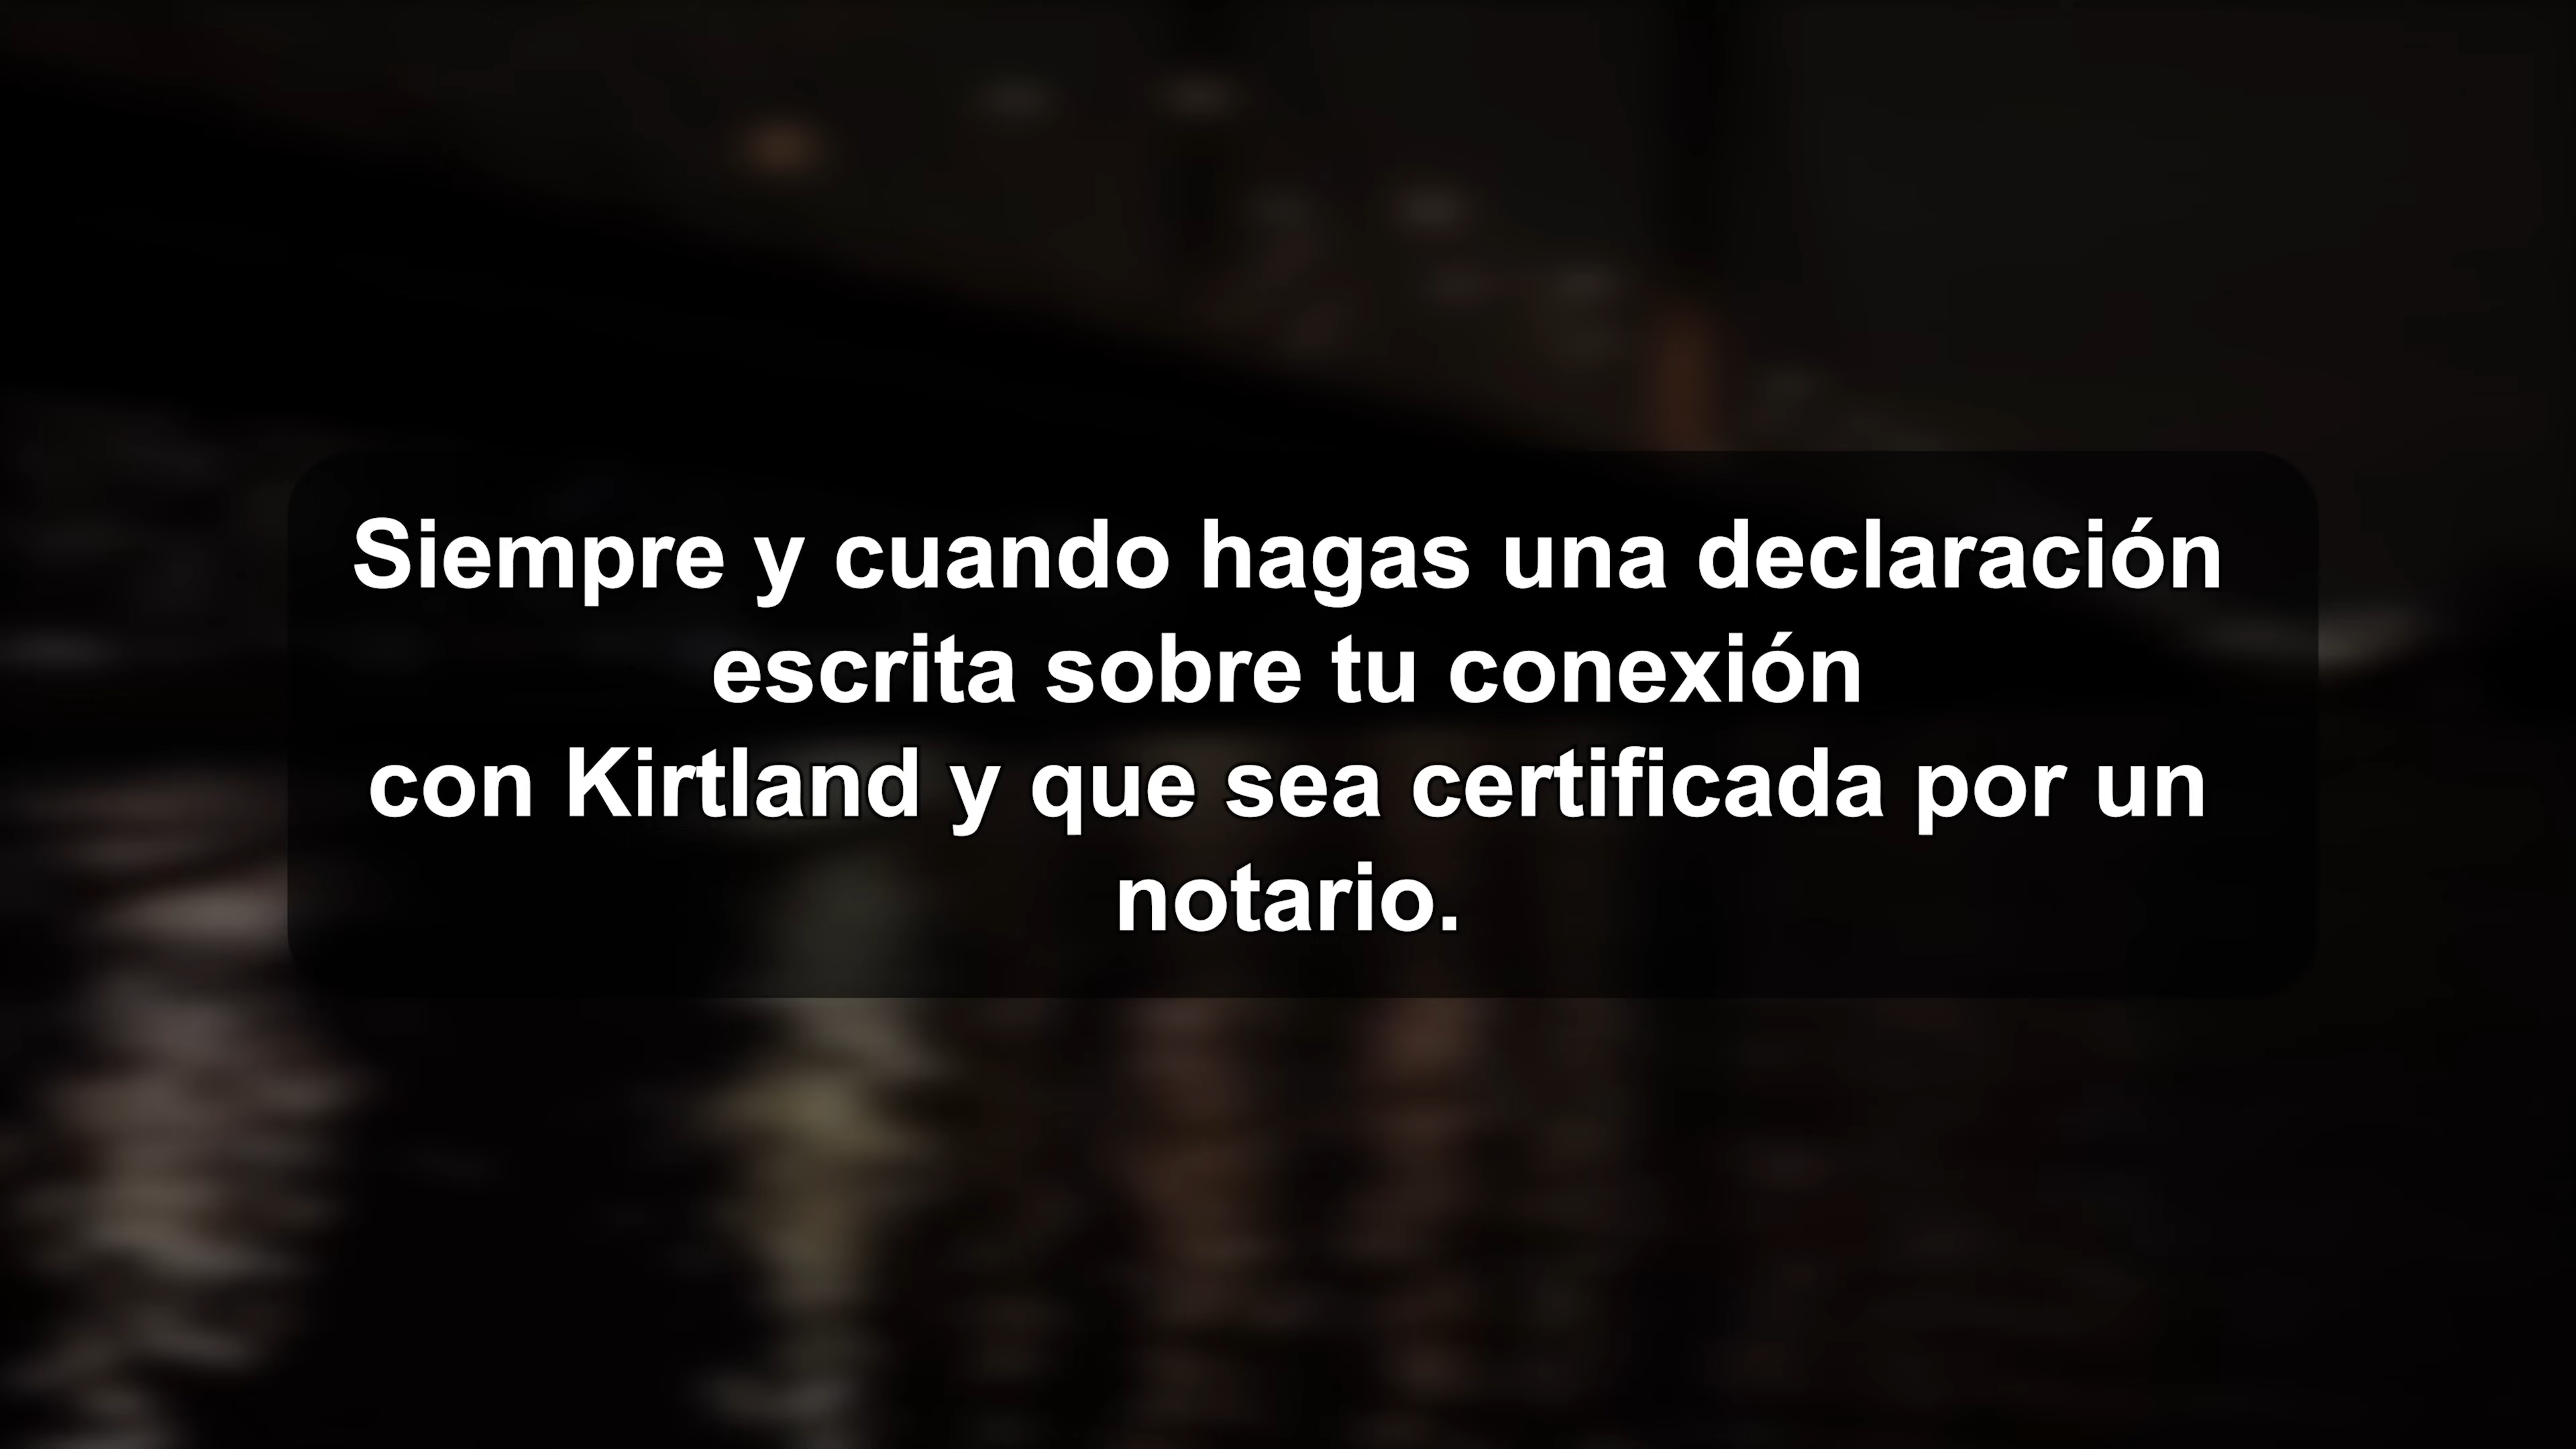 Siempre y cuando hagas una declaración
escrita sobre tu conexión
con Kirtland y que sea certificada por un
notario.